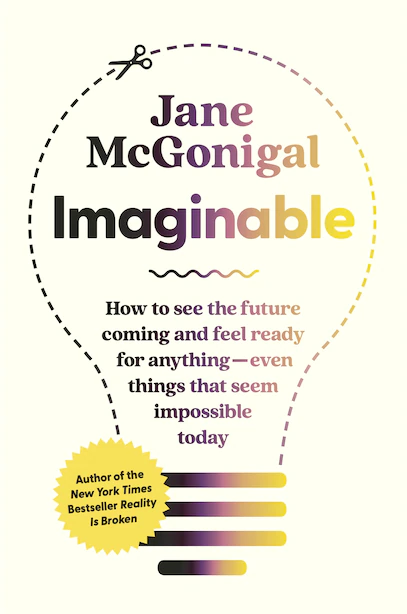 Jane
McGonigal
Imaginable
How to see the future
coming and feel ready
for anything—even
things that seem
impossible
today
Author of the
New York Times
Bestseller Reality
Is Broken